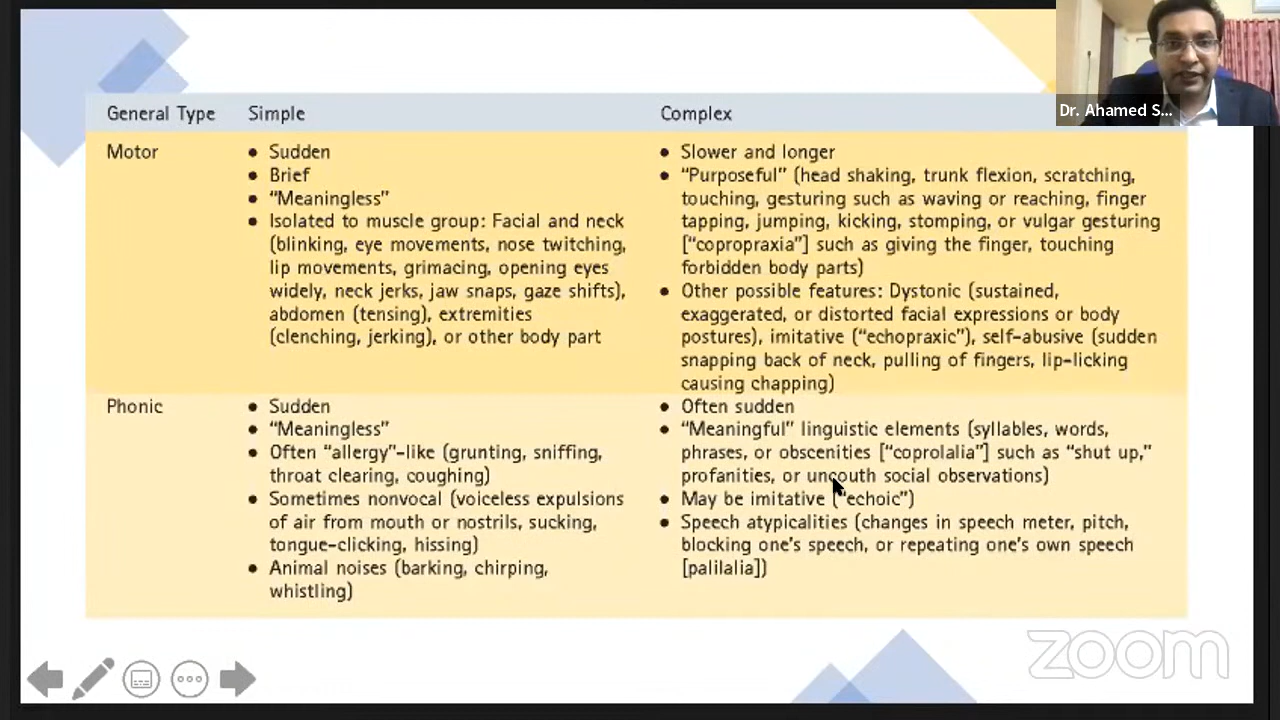 General Type Simple Complex
Dr. Ahamed S...
Motor
• Sudden
• Brief
• “Meaningless”
• Isolated to muscle group: Facial and neck
(blinking, eye movements, nose twitching,
lip movements, grimacing, opening eyes
widely, neck jerks, jaw snaps, gaze shifts),
abdomen (tensing), extremities
(clenching, jerking), or other body part
• Slower and longer
• “Purposeful” (head shaking, trunk flexion, scratching,
touching, gesturing such as waving or reaching, finger
tapping, jumping, kicking, stomping, or vulgar gesturing
[“copropraxia”] such as giving the finger, touching
forbidden body parts)
• Other possible features: Dystonic (sustained,
exaggerated, or distorted facial expressions or body
postures), imitative (“echopraxic”), self-abusive (sudden
snapping back of neck, pulling of fingers, lip-licking
causing chapping)
Phonic
• Sudden
• “Meaningless”
• Often “allergy”-like (grunting, sniffing,
throat clearing, coughing)
• Sometimes nonvocal (voiceless expulsions
of air from mouth or nostrils, sucking,
tongue-clicking, hissing)
• Animal noises (barking, chirping,
whistling)
• Often sudden
• “Meaningful” linguistic elements (syllables, words,
phrases, or obscenities [“coprolalia”] such as “shut up,”
profanities, or uncouth social observations)
• May be imitative (“echoic”)
• Speech atypicalities (changes in speech meter, pitch,
blocking one’s speech, or repeating one’s own speech
[palilalia])
zoom